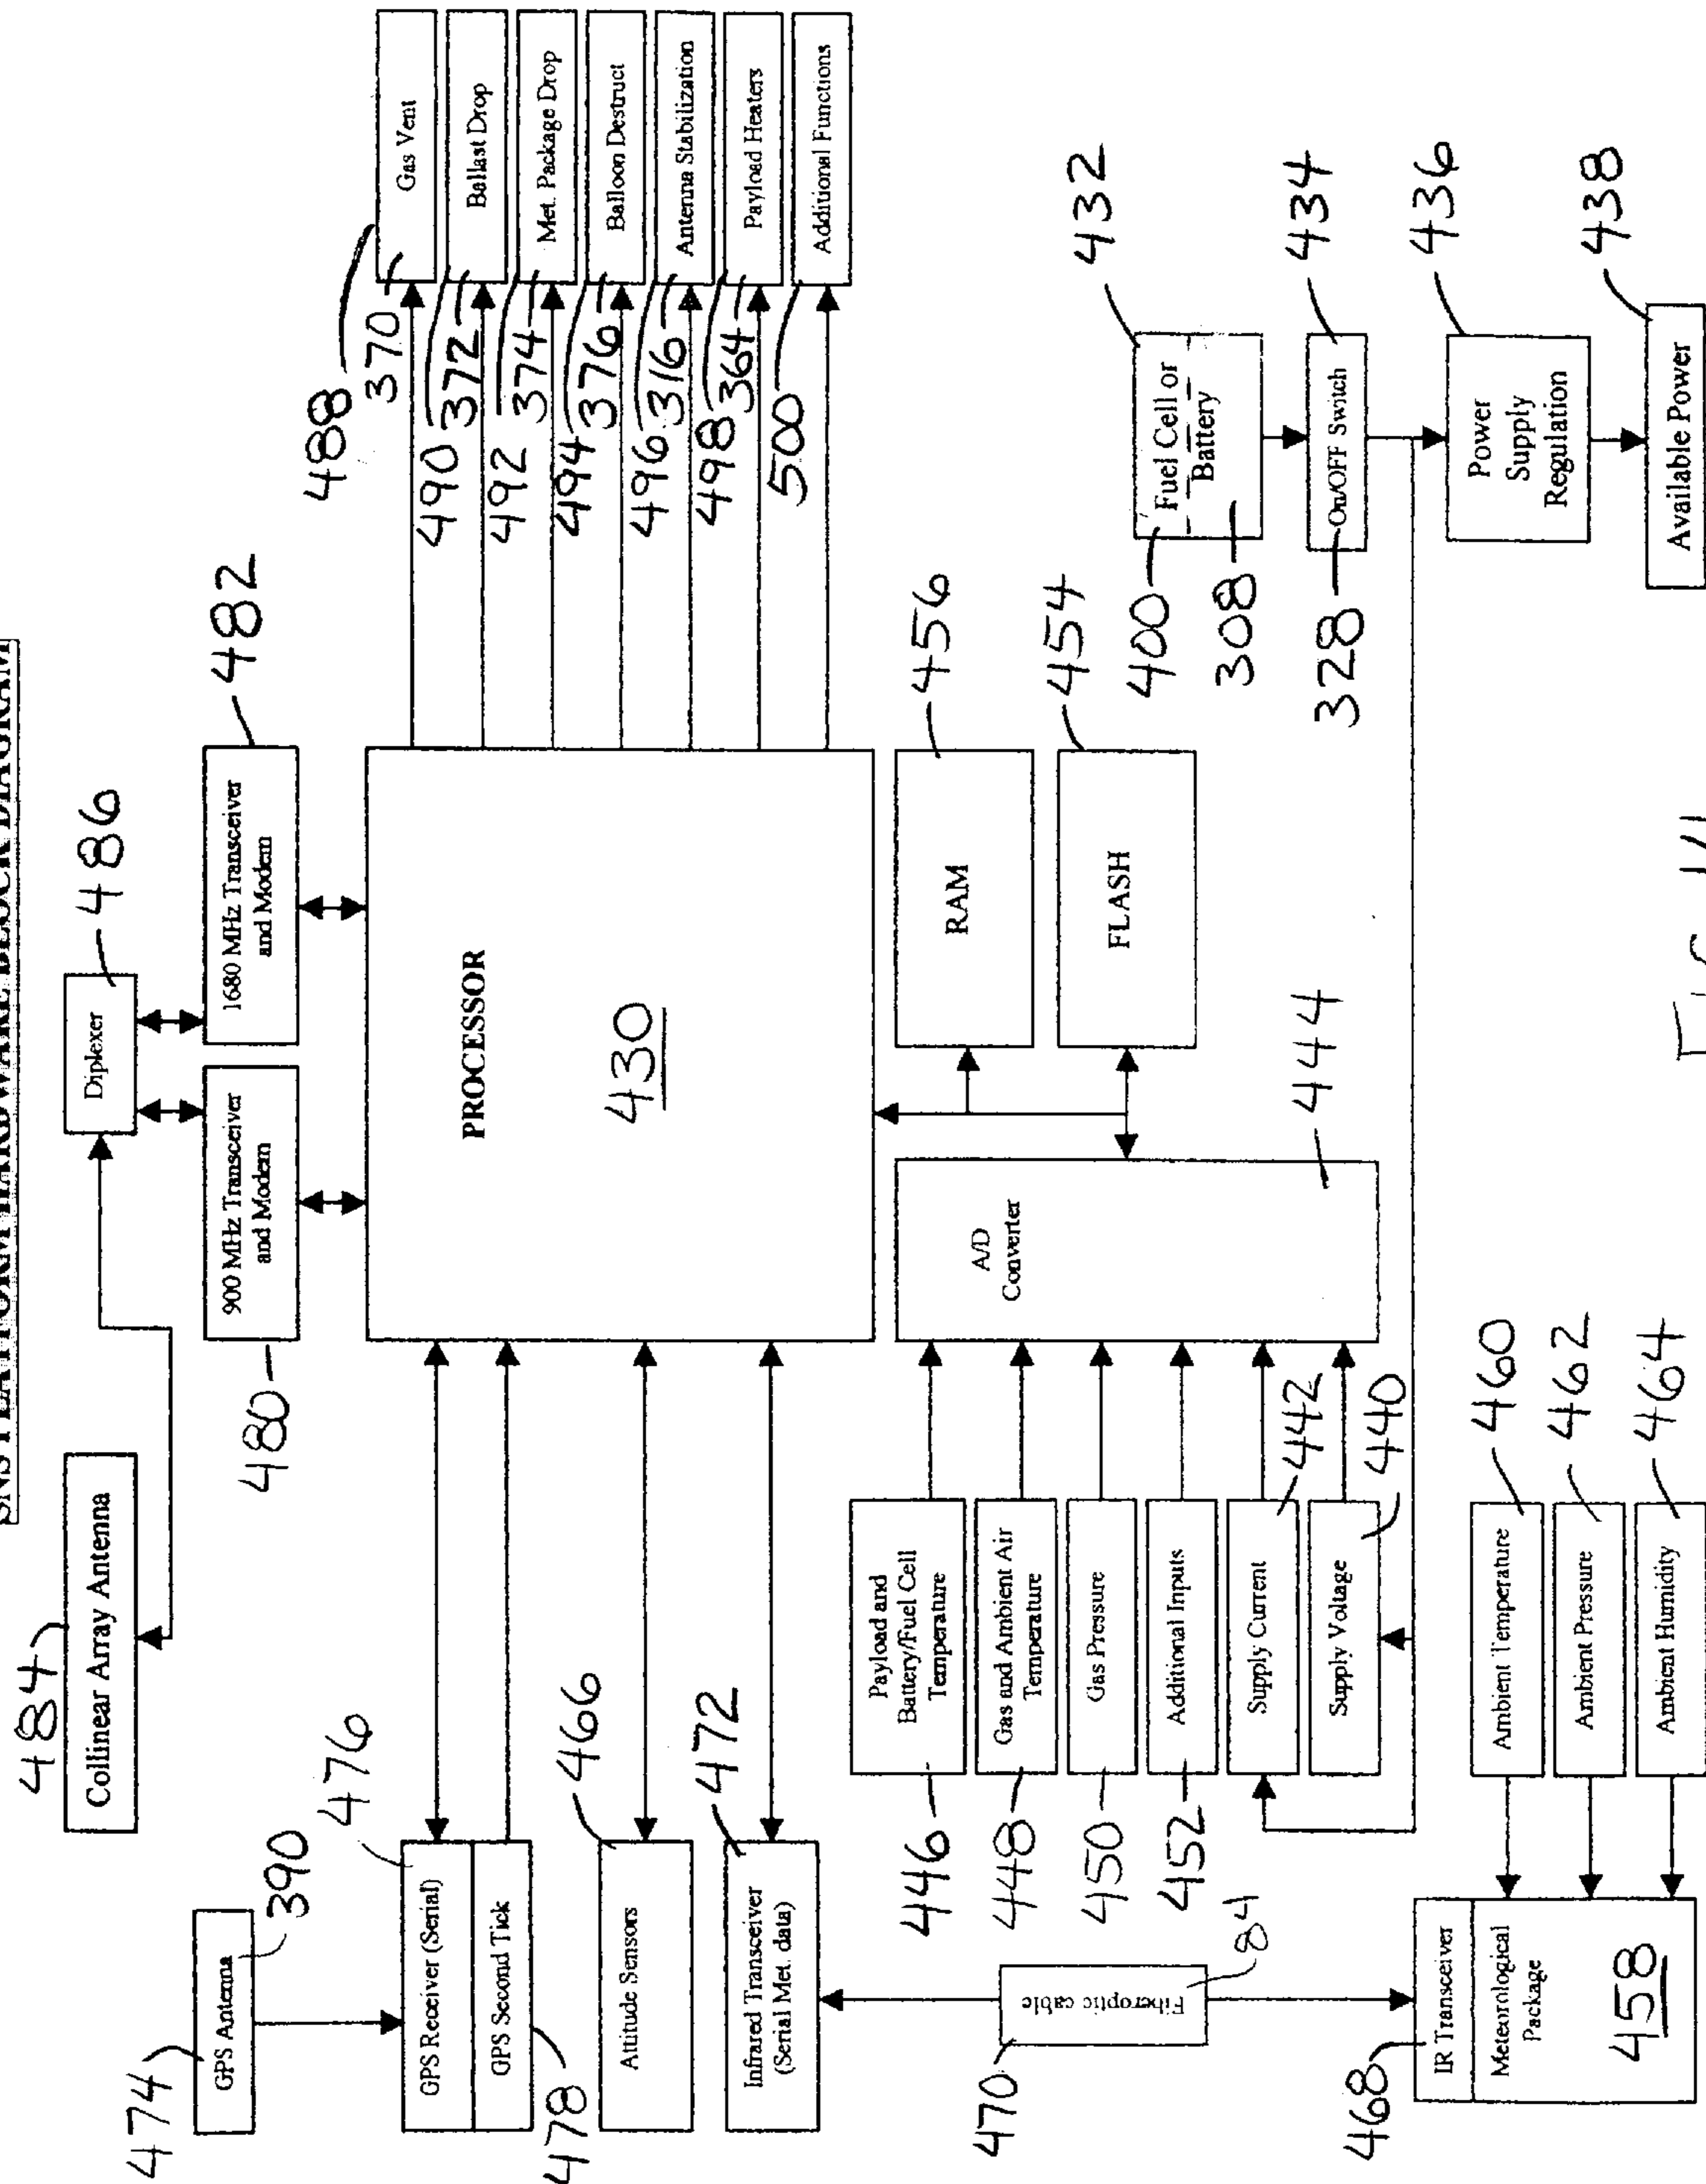 SNS PLATFORM HARDWARE BLOCK DIAGRAM
484
Collinear Array Antenna
Diplexer
486
474
GPS Antenna
390
480
900 MHz Transceiver
and Modem
1680 MHz Transceiver
and Modem
482
476
GPS Receiver (Serial)
GPS Second Tick
478
466
Attitude Sensors
472
Infrared Transceiver
(Serial Met. data)
PROCESSOR
430
488
370
Gas Vent
490
372
Ballast Drop
492
374
Met. Package Drop
494
376
Balloon Destruct
496
316
Antenna Stabilization
498
364
Payload Heaters
500
Additional Functions
446
Payload and
Battery/Fuel Cell
Temperature
448
Gas and Ambient Air
Temperature
450
Gas Pressure
452
Additional Inputs
442
Supply Current
440
Supply Voltage
A/D
Converter
444
RAM
456
FLASH
454
432
400
Fuel Cell or
Battery
308
434
328
On/OFF Switch
436
Power
Supply
Regulation
438
Available Power
470
Fiberoptic cable
84
468
IR Transceiver
Meteorological
Package
458
Ambient Temperature
460
Ambient Pressure
462
Ambient Humidity
464